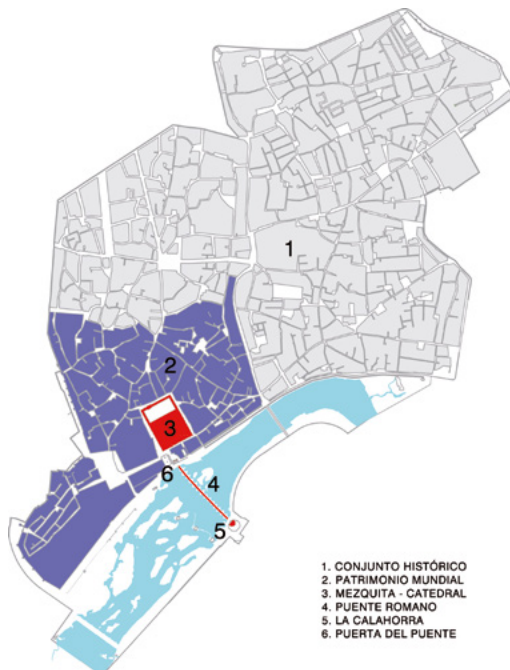 1
2
3
6
4
5
1. CONJUNTO HISTÓRICO
2. PATRIMONIO MUNDIAL
3. MEZQUITA - CATEDRAL
4. PUENTE ROMANO
5. LA CALAHORRA
6. PUERTA DEL PUENTE